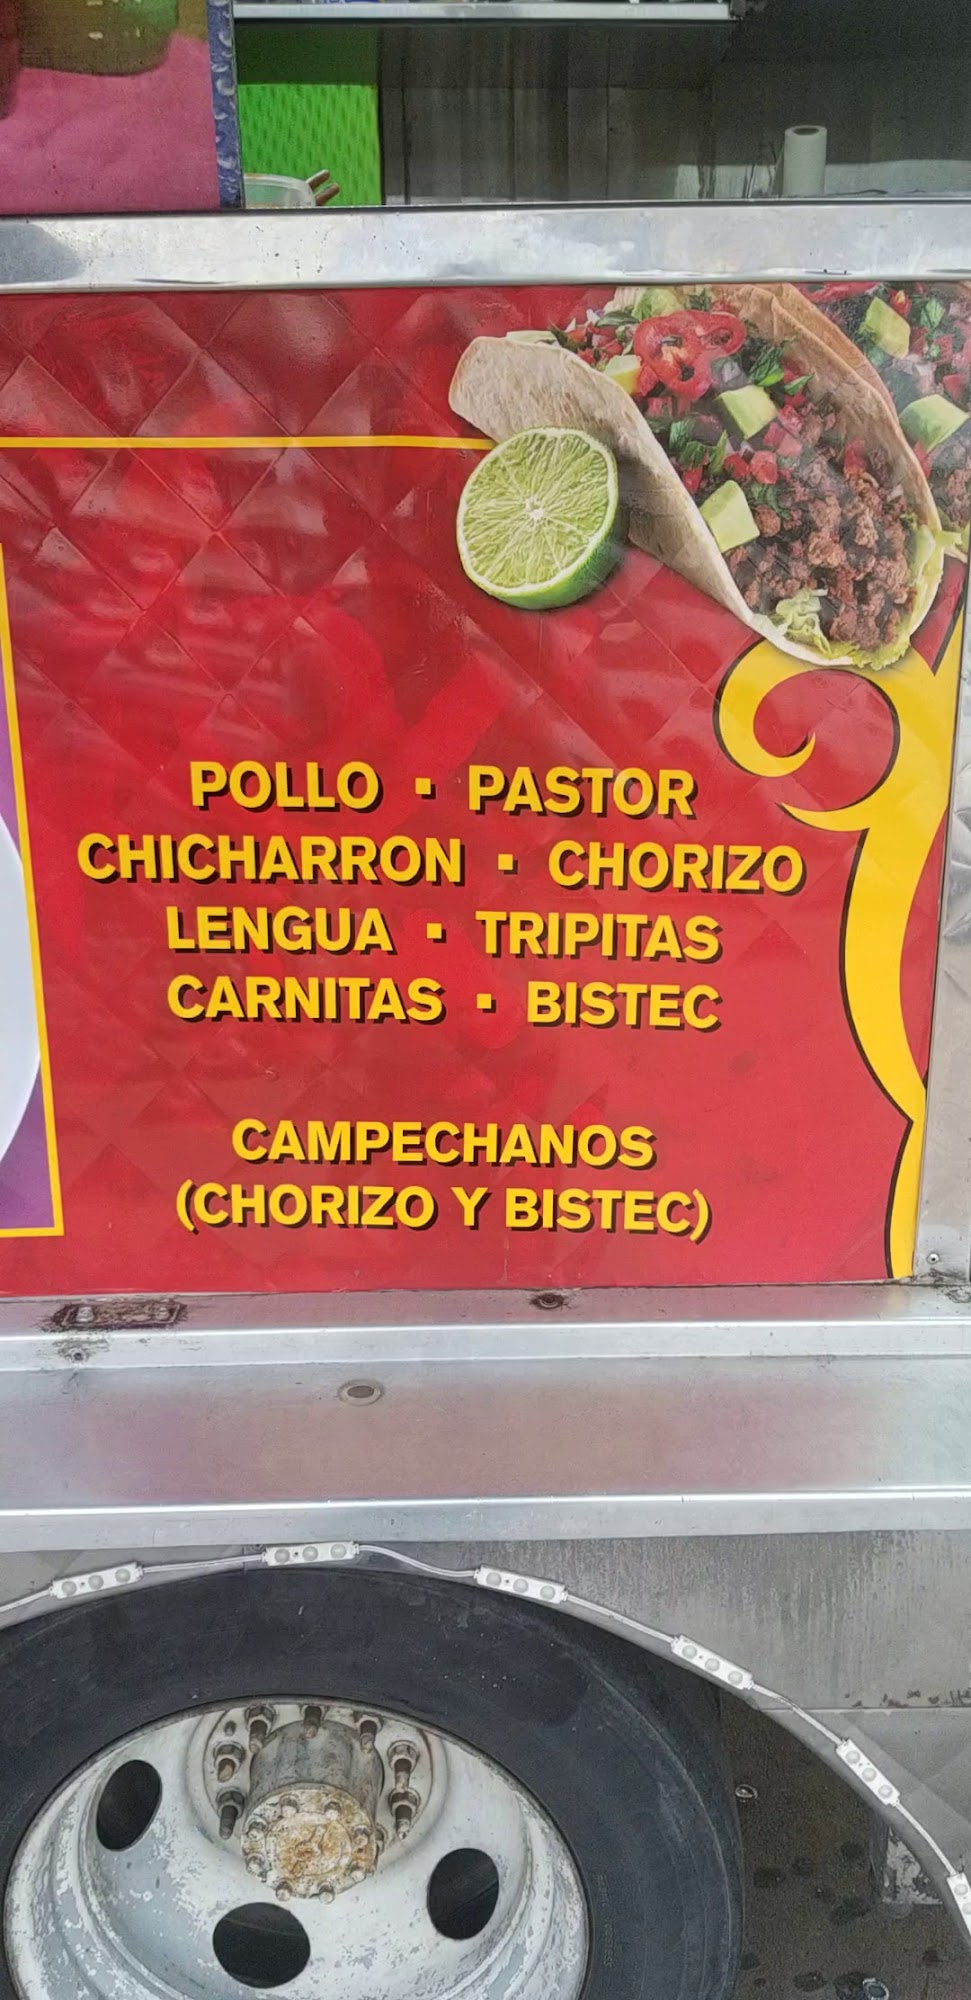 POLLO ▪ PASTOR
CHICHARRON ▪ CHORIZO
LENGUA ▪ TRIPITAS
CARNITAS ▪ BISTEC
CAMPECHANOS
(CHORIZO Y BISTEC)